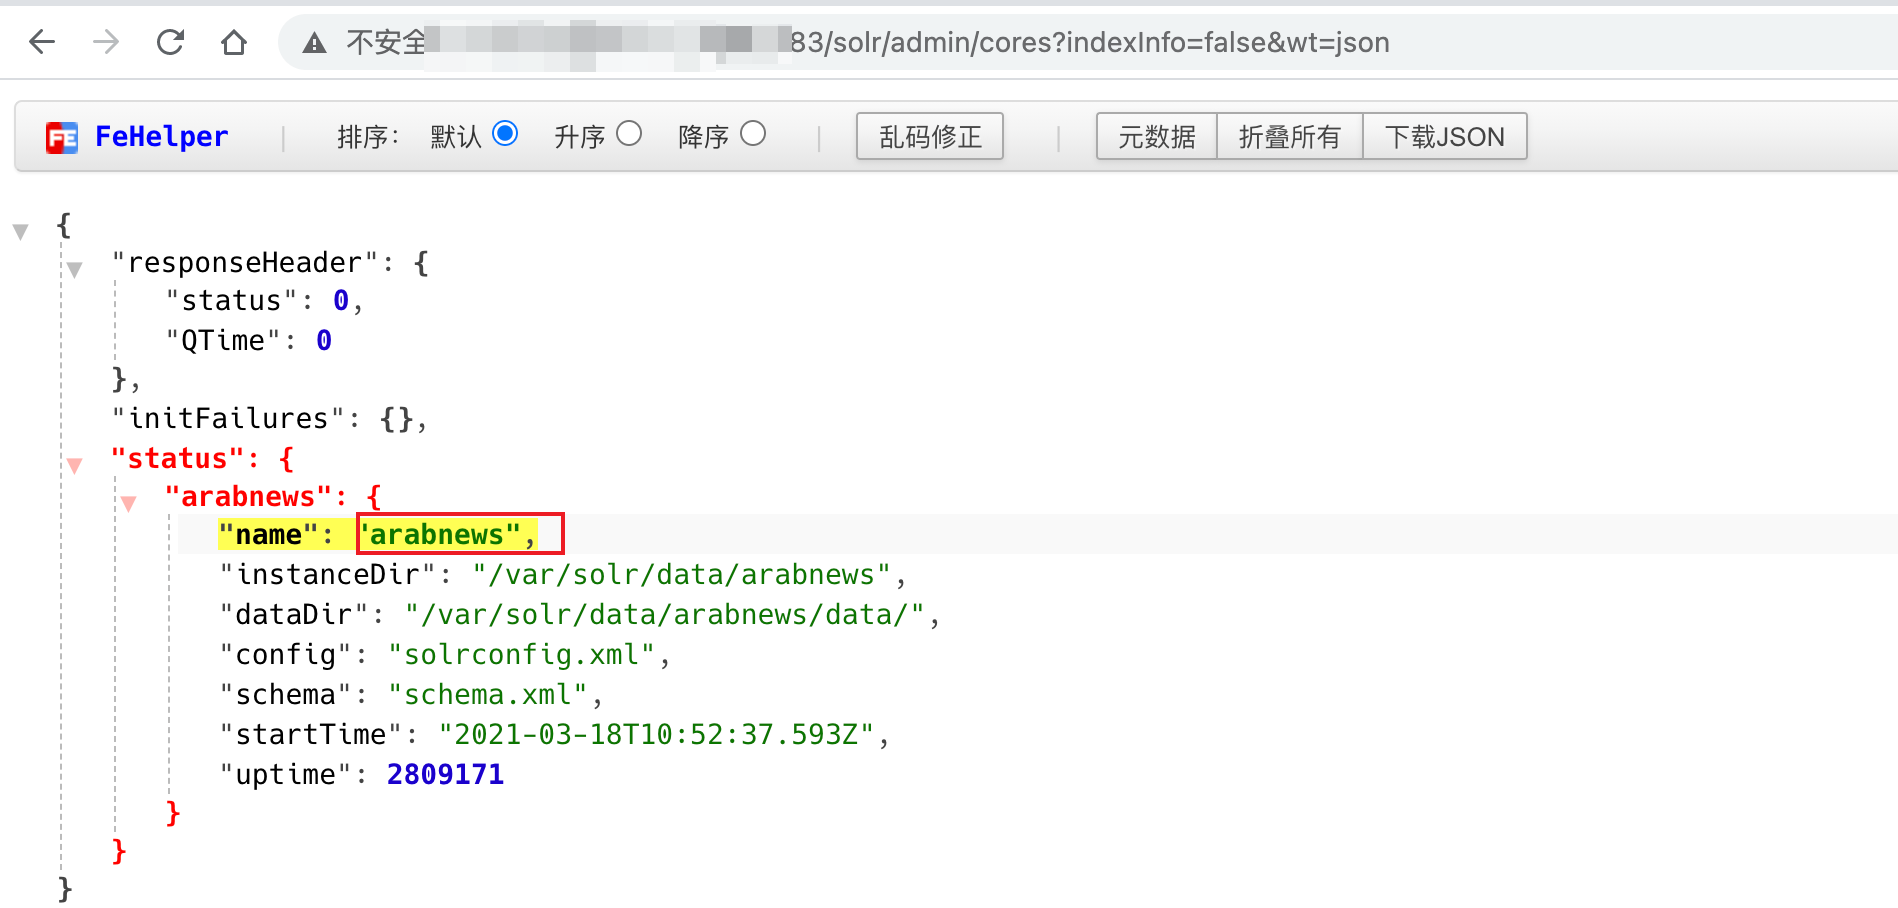 不安全 83/solr/admin/cores?indexInfo=false&wt=json
FeHelper | 排序: 默认 升序 降序 | 乱码修正 | 元数据 折叠所有 下载JSON
{
"responseHeader": {
"status": 0,
"QTime": 0
},
"initFailures": {},
"status": {
"arabnews": {
"name": "arabnews",
"instanceDir": "/var/solr/data/arabnews",
"dataDir": "/var/solr/data/arabnews/data/",
"config": "solrconfig.xml",
"schema": "schema.xml",
"startTime": "2021-03-18T10:52:37.593Z",
"uptime": 2809171
}
}
}